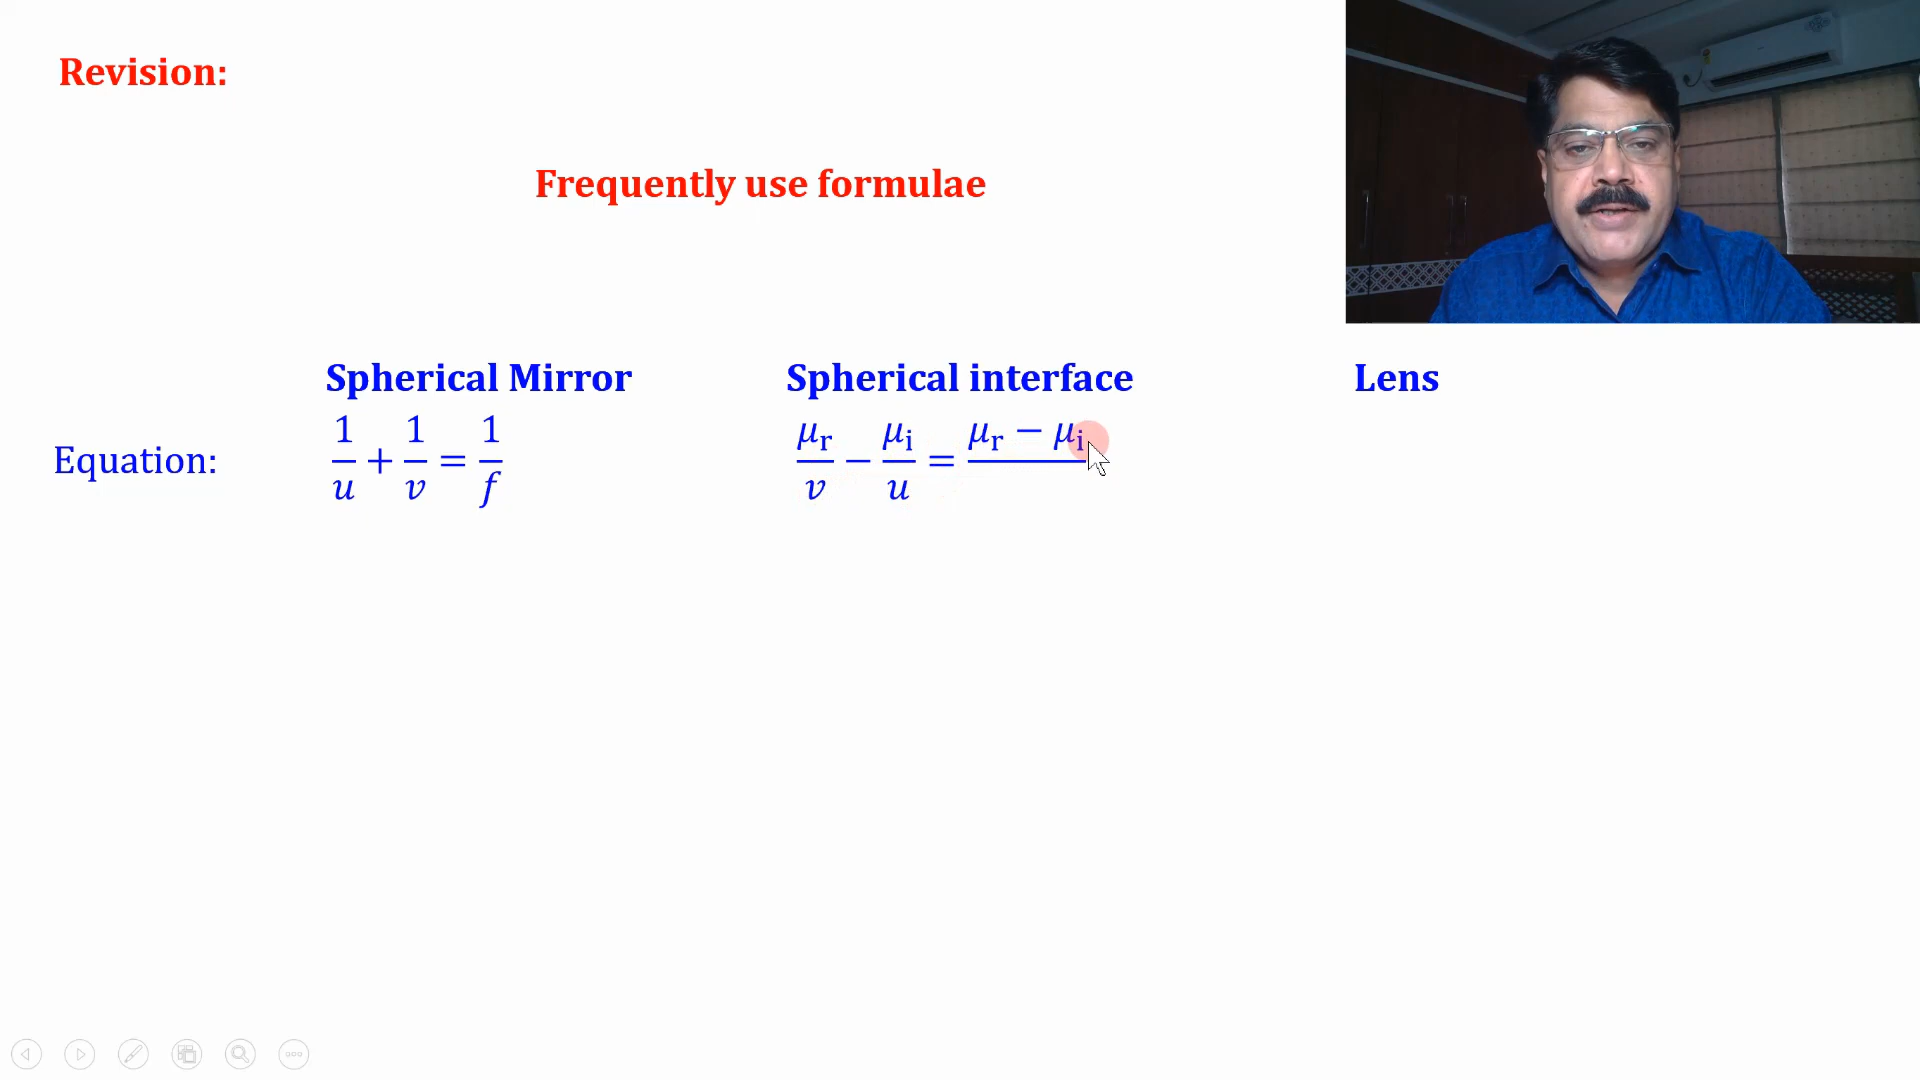 Revision:
Frequently use formulae
Spherical Mirror Spherical interface Lens
Equation: 1/u + 1/v = 1/f μr/v − μi/u = μr − μi/